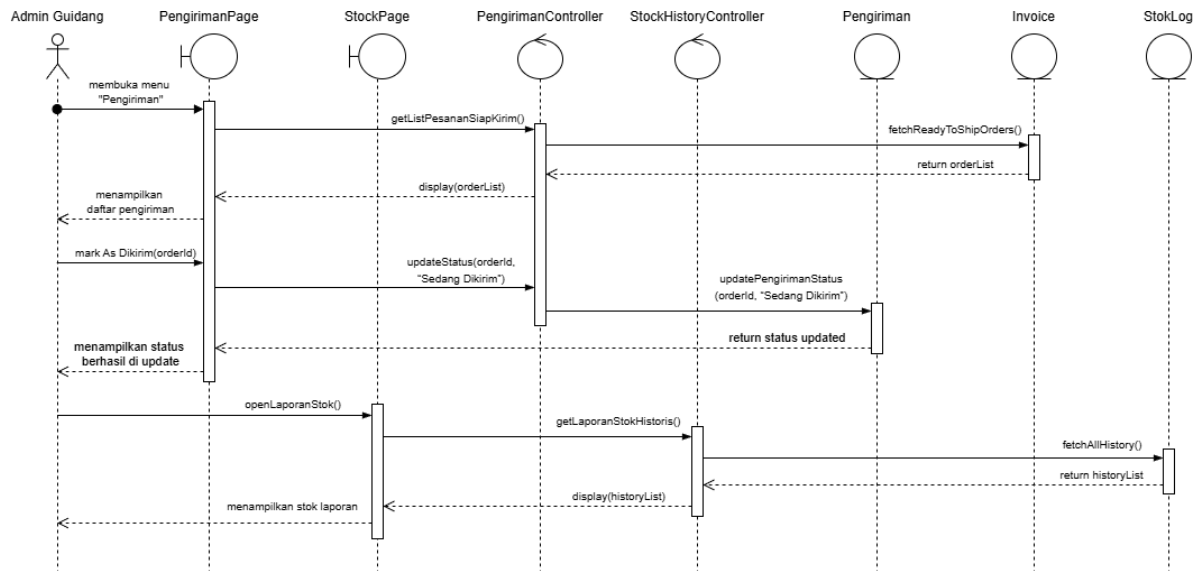 Admin Guidang
PengirimanPage
StockPage
PengirimanController
StockHistoryController
Pengiriman
Invoice
StokLog
membuka menu
"Pengiriman"
getListPesananSiapKirim()
fetchReadyToShipOrders()
return orderList
display(orderList)
menampilkan
daftar pengiriman
mark As Dikirim(orderId)
updateStatus(orderId,
"Sedang Dikirim")
updatePengirimanStatus
(orderId, "Sedang Dikirim")
return status updated
menampilkan status
berhasil di update
openLaporanStok()
getLaporanStokHistoris()
fetchAllHistory()
return historyList
display(historyList)
menampilkan stok laporan